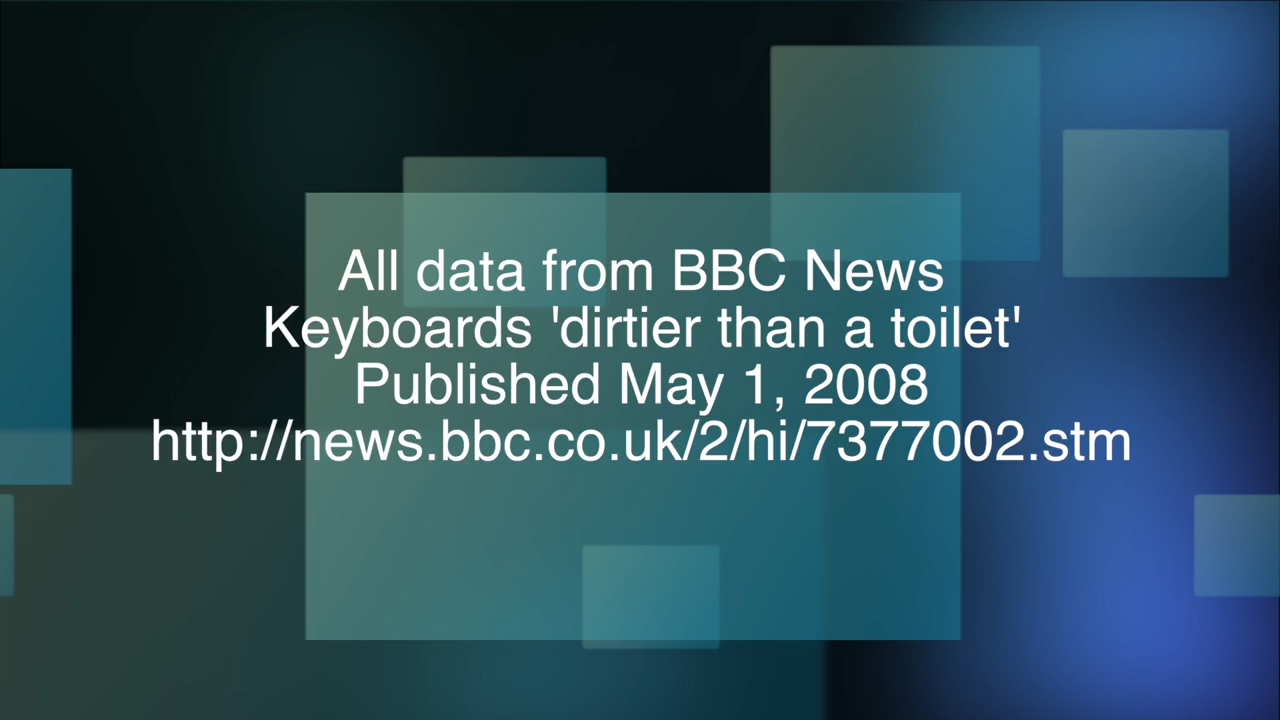 All data from BBC News
Keyboards 'dirtier than a toilet'
Published May 1, 2008
http://news.bbc.co.uk/2/hi/7377002.stm